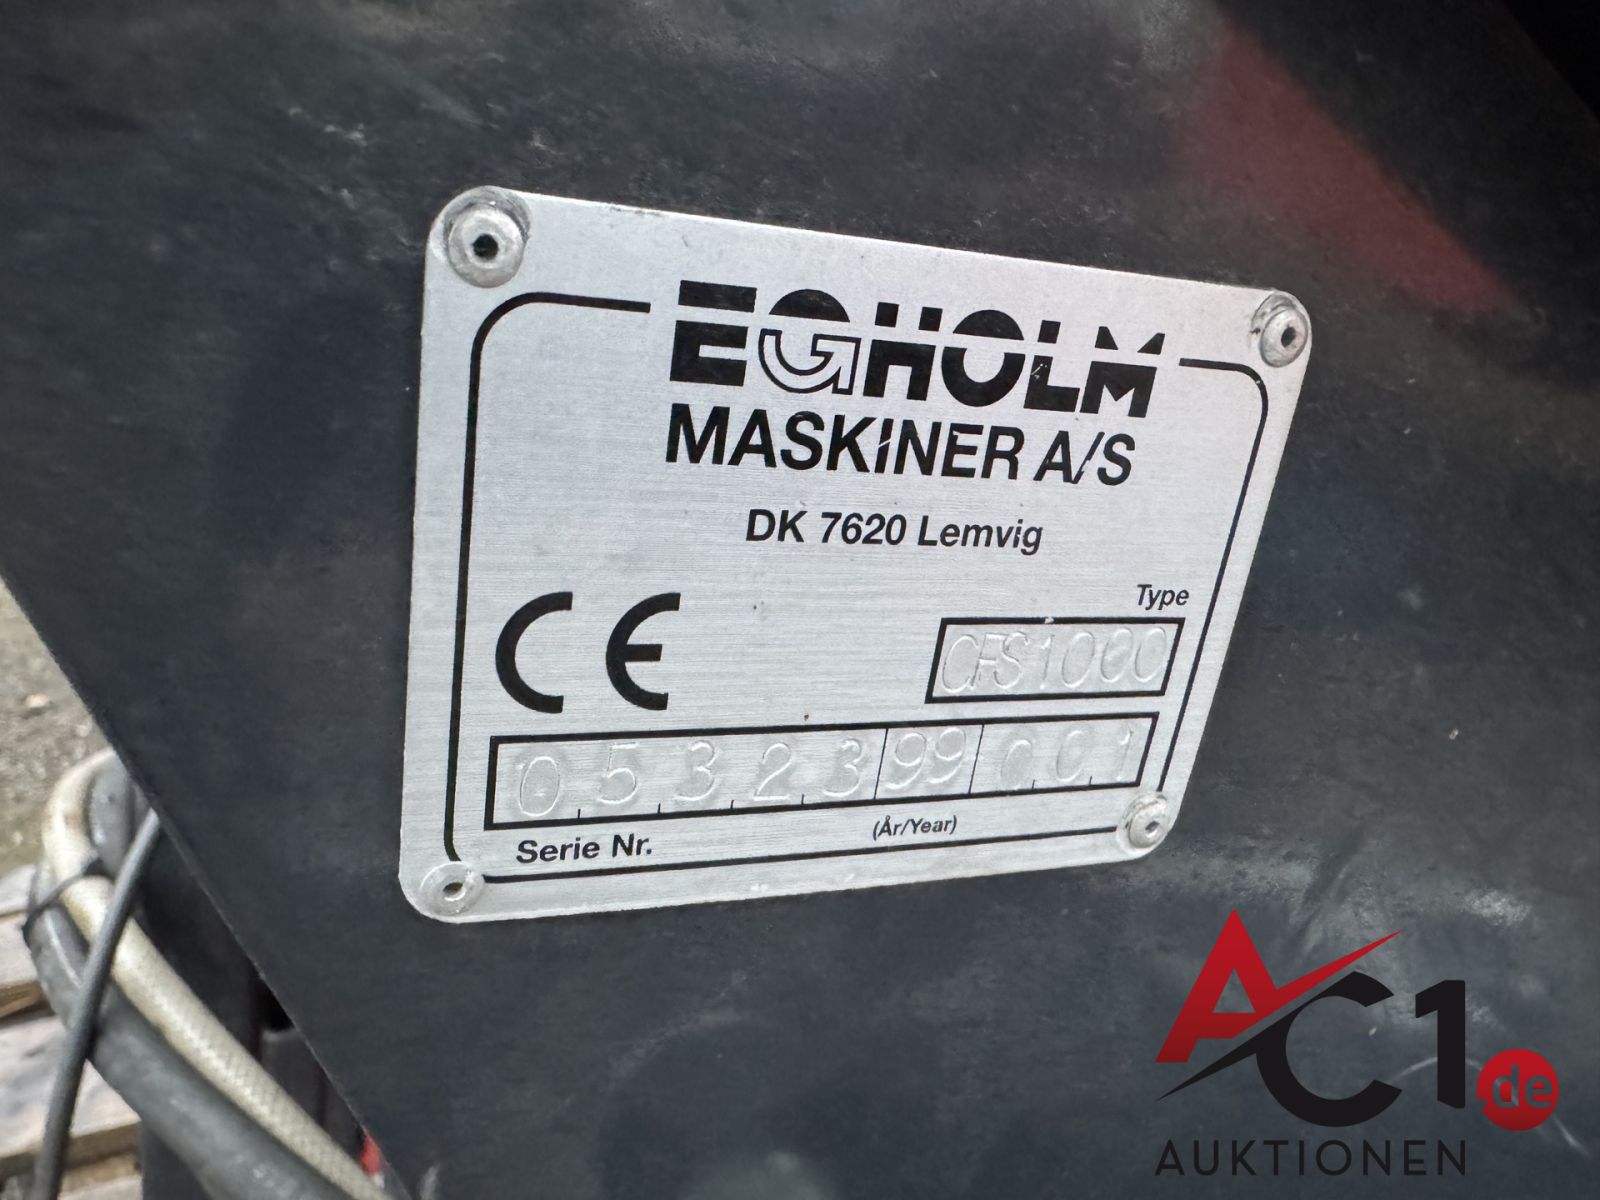 EGHOLM
MASKINER A/S
DK 7620 Lemvig
CE
Type
CFS1000
0 5 3 2 3 99 0 0 1
Serie Nr.
(År/Year)
AC1.de
AUKTIONEN